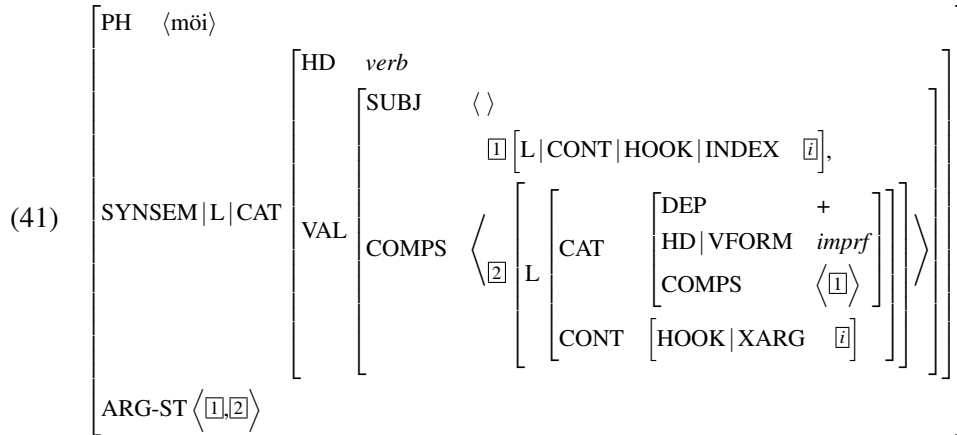 (41)
PH ⟨möi⟩
SYNSEM|L|CAT
HD verb
VAL
SUBJ ⟨ ⟩
COMPS
1 [L|CONT|HOOK|INDEX i],
2 L
CAT
DEP +
HD|VFORM imprf
COMPS ⟨1⟩
CONT [HOOK|XARG i]
ARG-ST ⟨1,2⟩